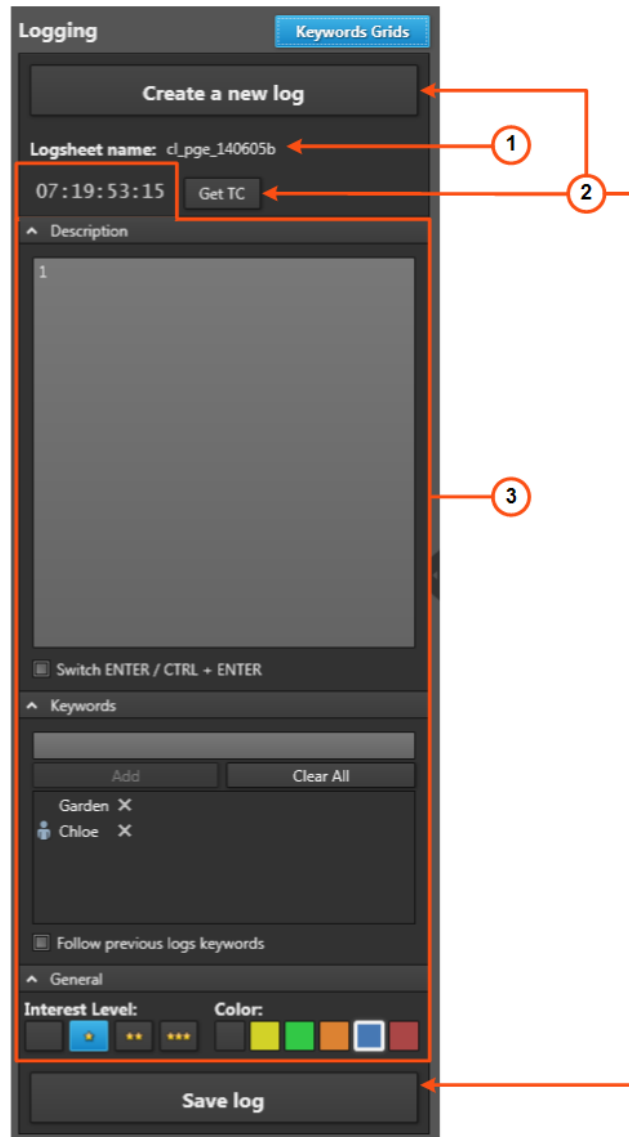 Logging Keywords Grids
Create a new log
Logsheet name: cl_pge_140605b
1
2
07:19:53:15 Get TC
Description
1
3
Switch ENTER / CTRL + ENTER
Keywords
Add Clear All
Garden
Chloe
Follow previous logs keywords
General
Interest Level: Color:
Save log